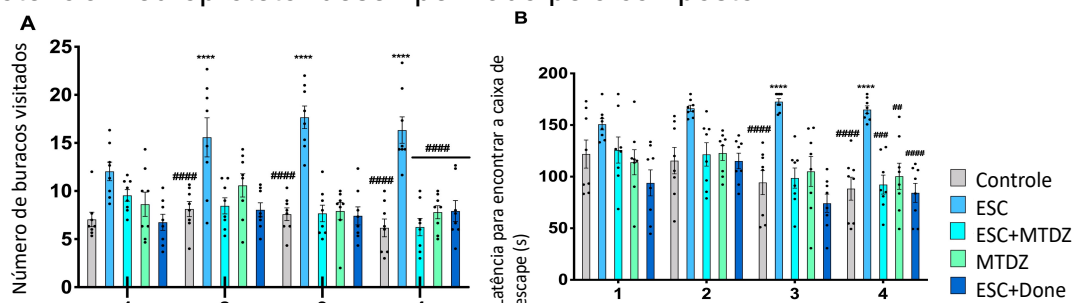 A
B
Número de buracos visitados
25
20
15
10
5
0
####
****
####
****
####
****
####
Latência para encontrar a caixa de
escape (s)
200
150
100
50
0
1
2
3
4
####
****
####
****
###
##
####
Controle
ESC
ESC+MTDZ
MTDZ
ESC+Done